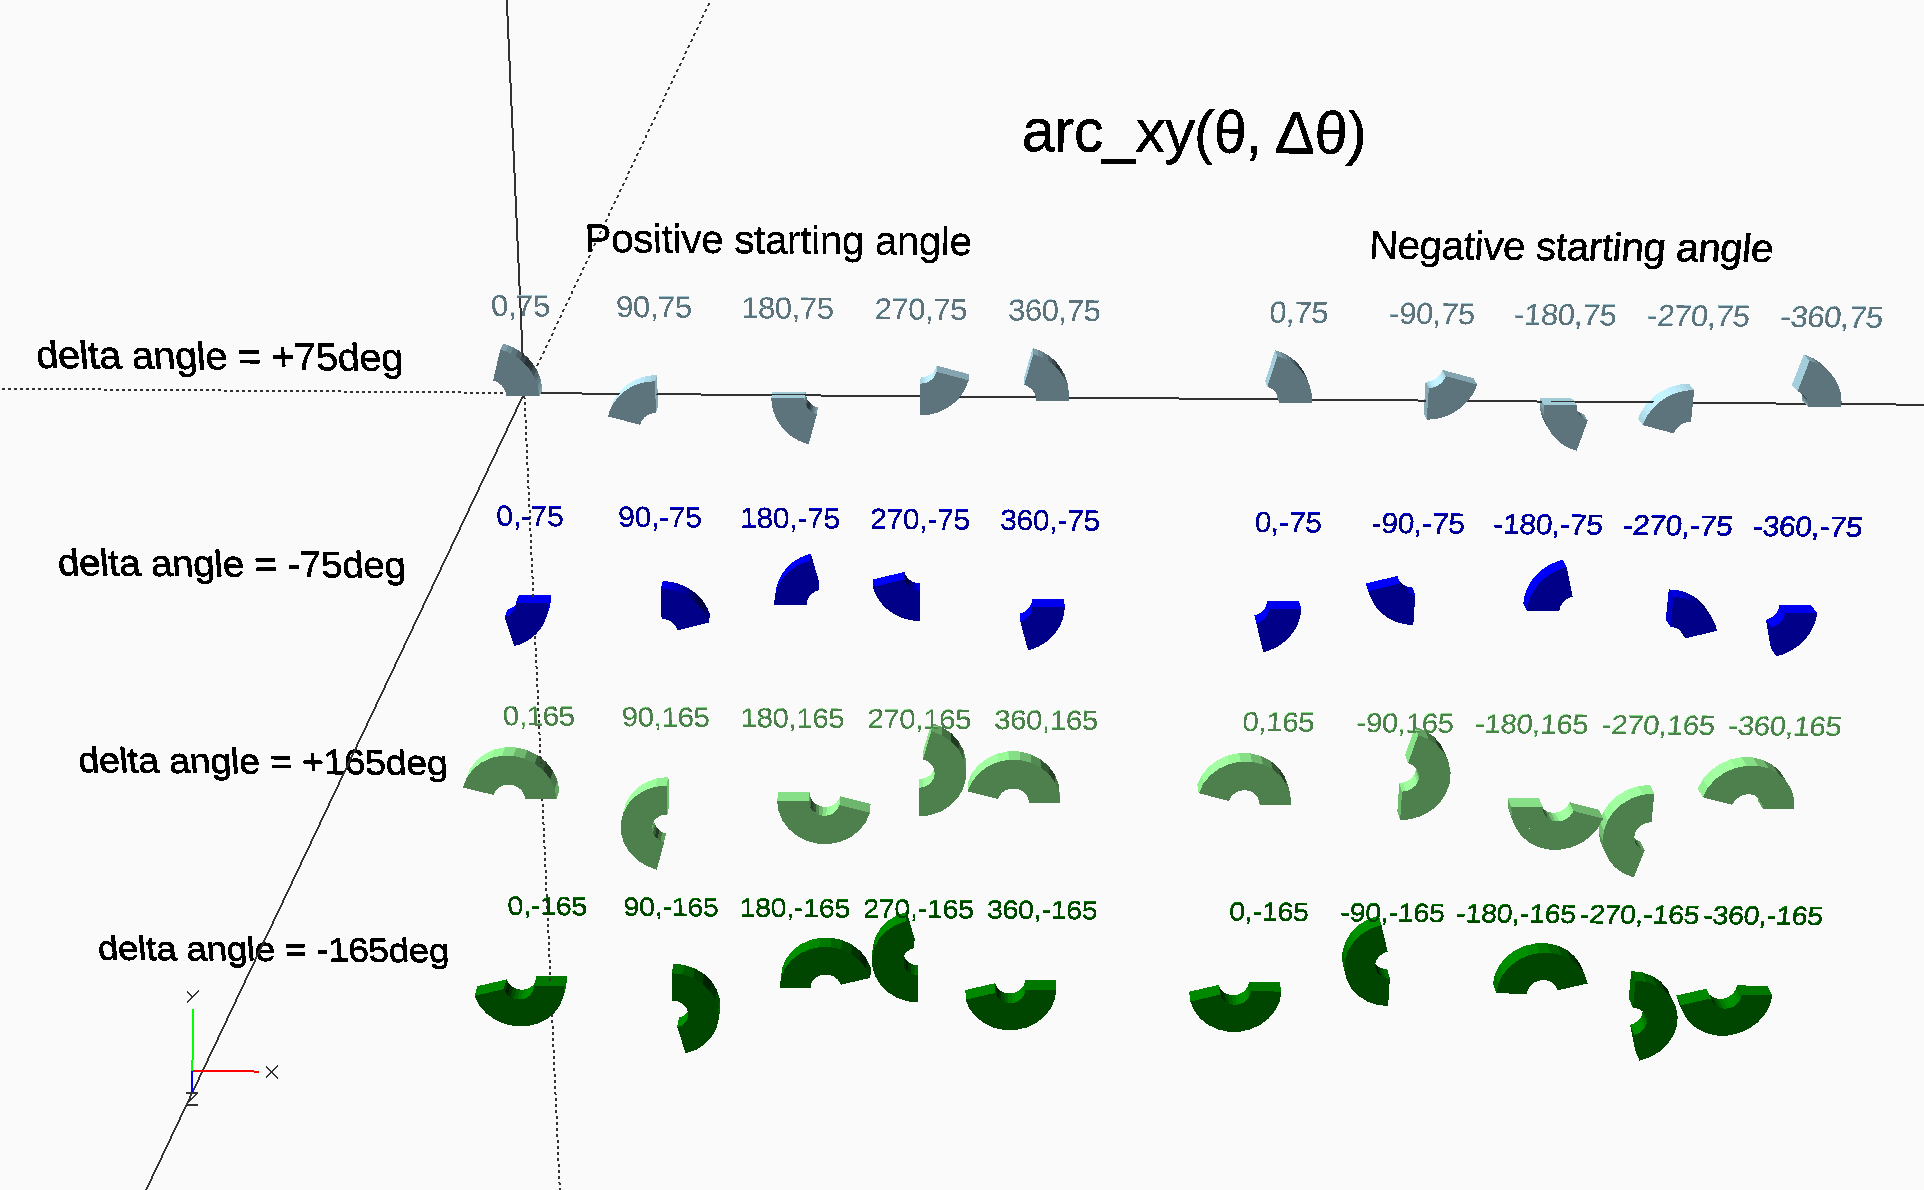 arc_xy(θ, Δθ)
Positive starting angle Negative starting angle
0,75 90,75 180,75 270,75 360,75 0,75 -90,75 -180,75 -270,75 -360,75
delta angle = +75deg
0,-75 90,-75 180,-75 270,-75 360,-75 0,-75 -90,-75 -180,-75 -270,-75 -360,-75
delta angle = -75deg
0,165 90,165 180,165 270,165 360,165 0,165 -90,165 -180,165 -270,165 -360,165
delta angle = +165deg
0,-165 90,-165 180,-165 270,-165 360,-165 0,-165 -90,-165 -180,-165 -270,-165 -360,-165
delta angle = -165deg
Y
X
Z